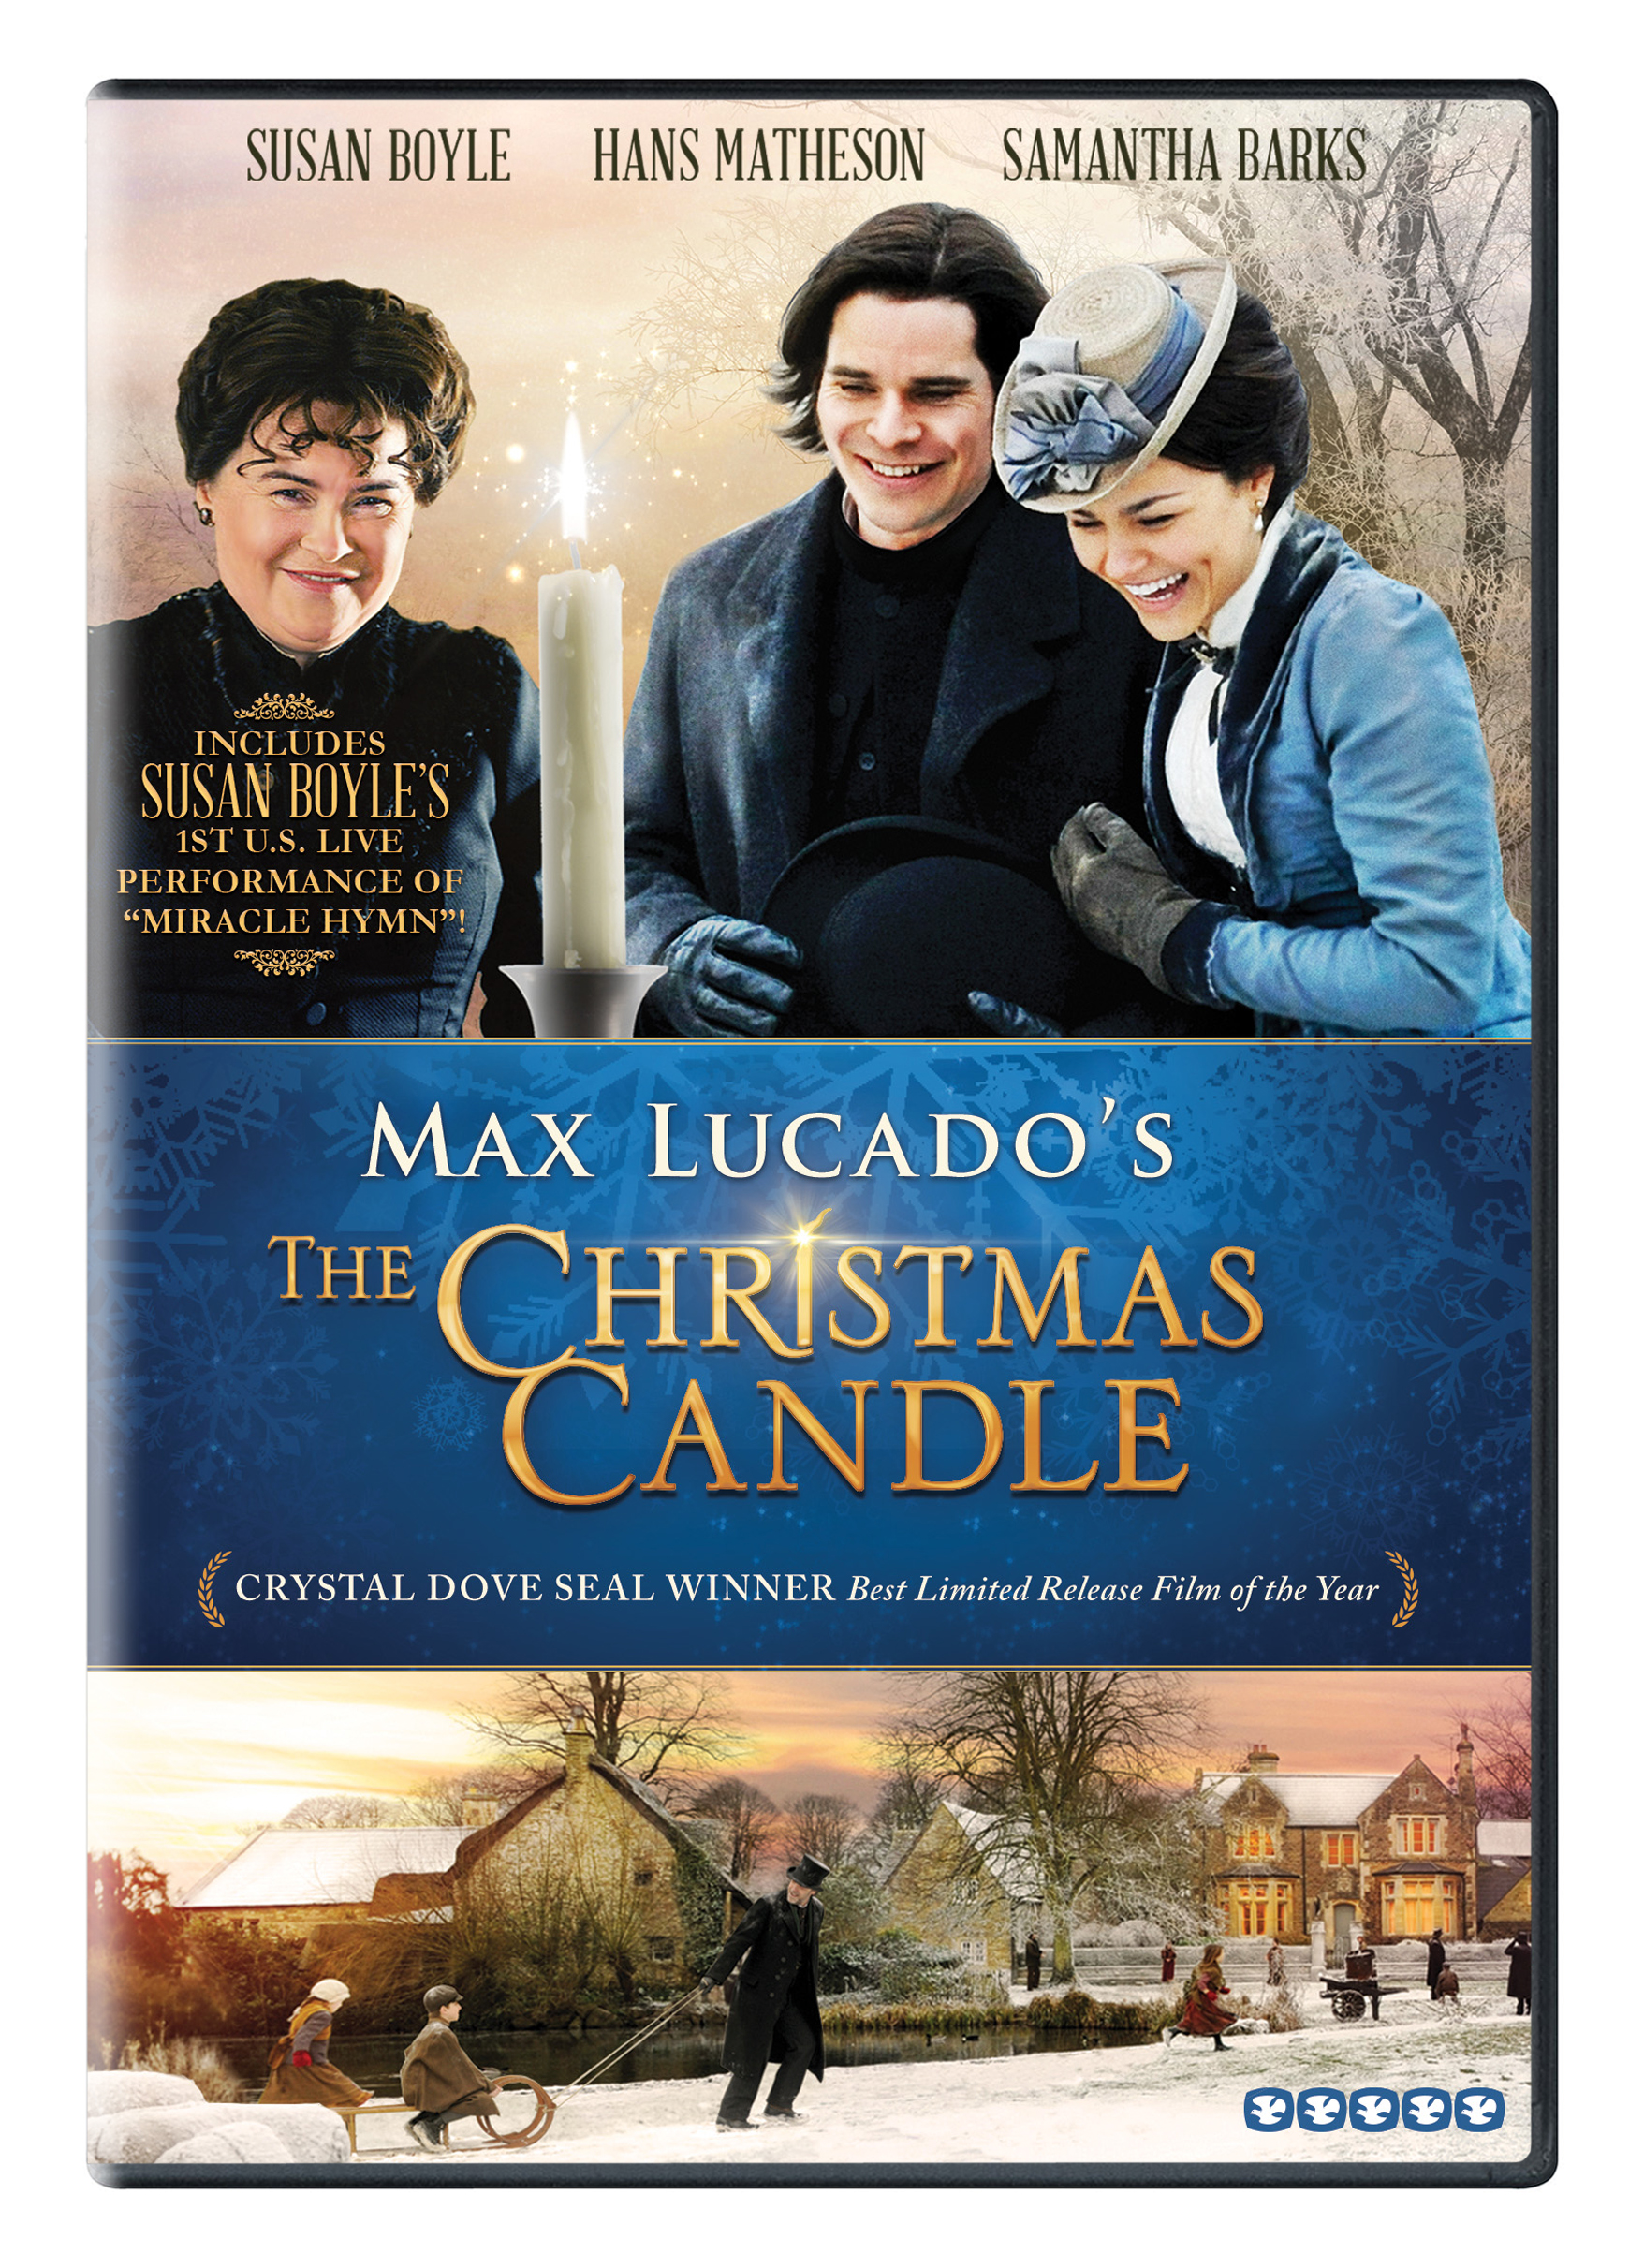 SUSAN BOYLE HANS MATHESON SAMANTHA BARKS
INCLUDES
SUSAN BOYLE'S
1ST U.S. LIVE
PERFORMANCE OF
“MIRACLE HYMN”!
MAX LUCADO'S
THE CHRISTMAS
CANDLE
CRYSTAL DOVE SEAL WINNER Best Limited Release Film of the Year